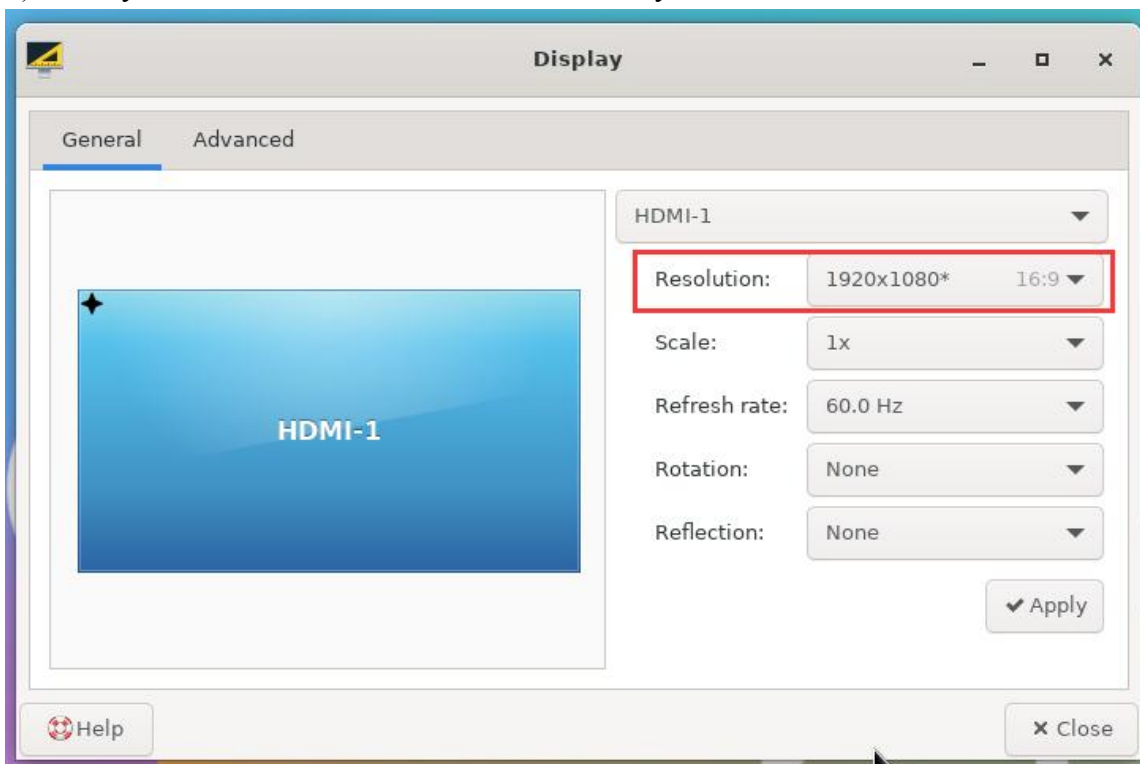 Display
General Advanced
HDMI-1
Resolution: 1920x1080* 16:9
Scale: 1x
Refresh rate: 60.0 Hz
HDMI-1
Rotation: None
Reflection: None
Apply
Help
Close